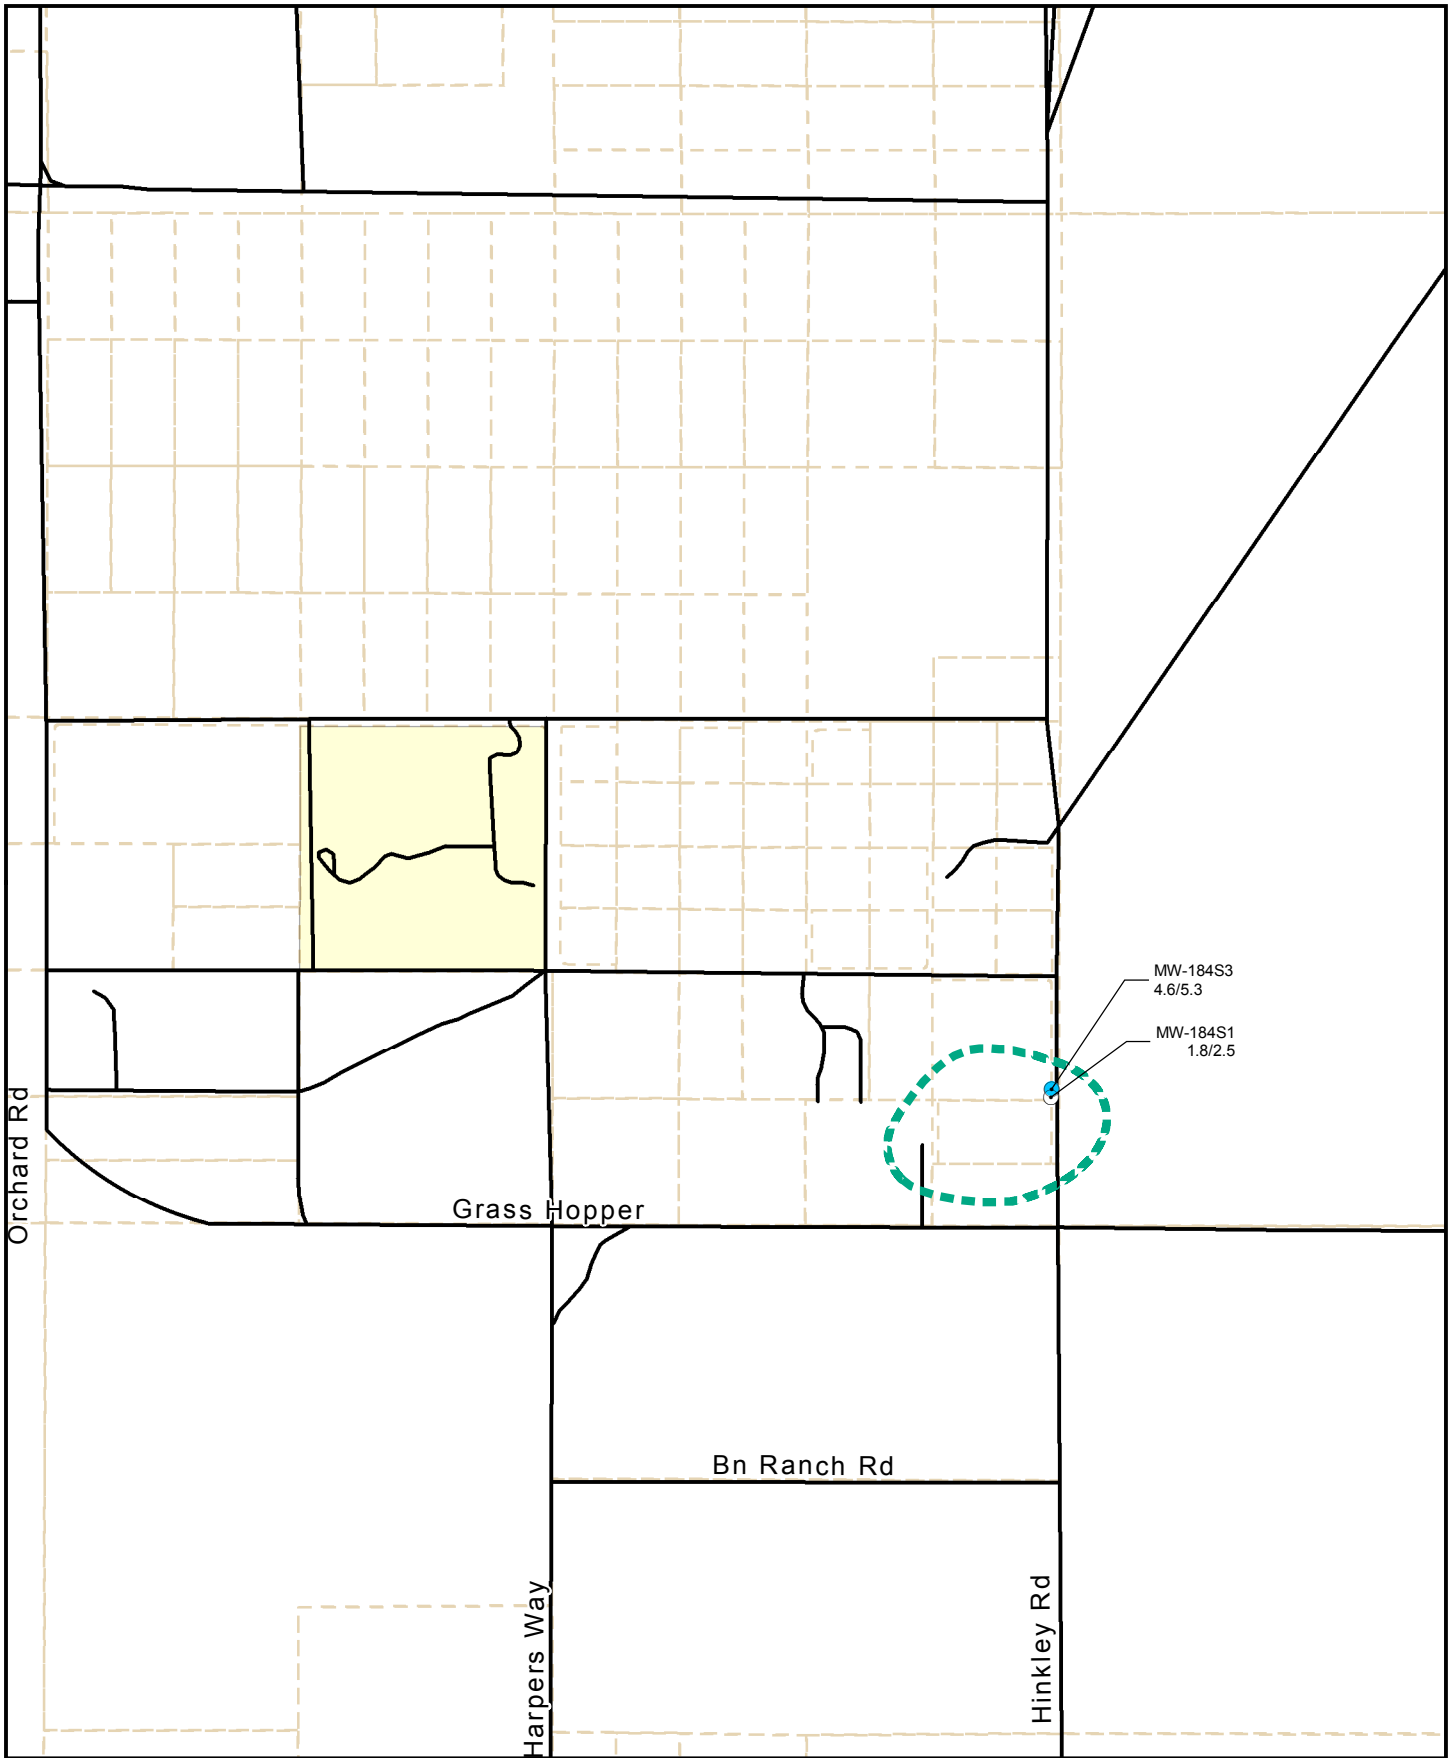 MW-184S3
4.6/5.3
MW-184S1
1.8/2.5
Orchard Rd
Grass Hopper
Bn Ranch Rd
Harpers Way
Hinkley Rd